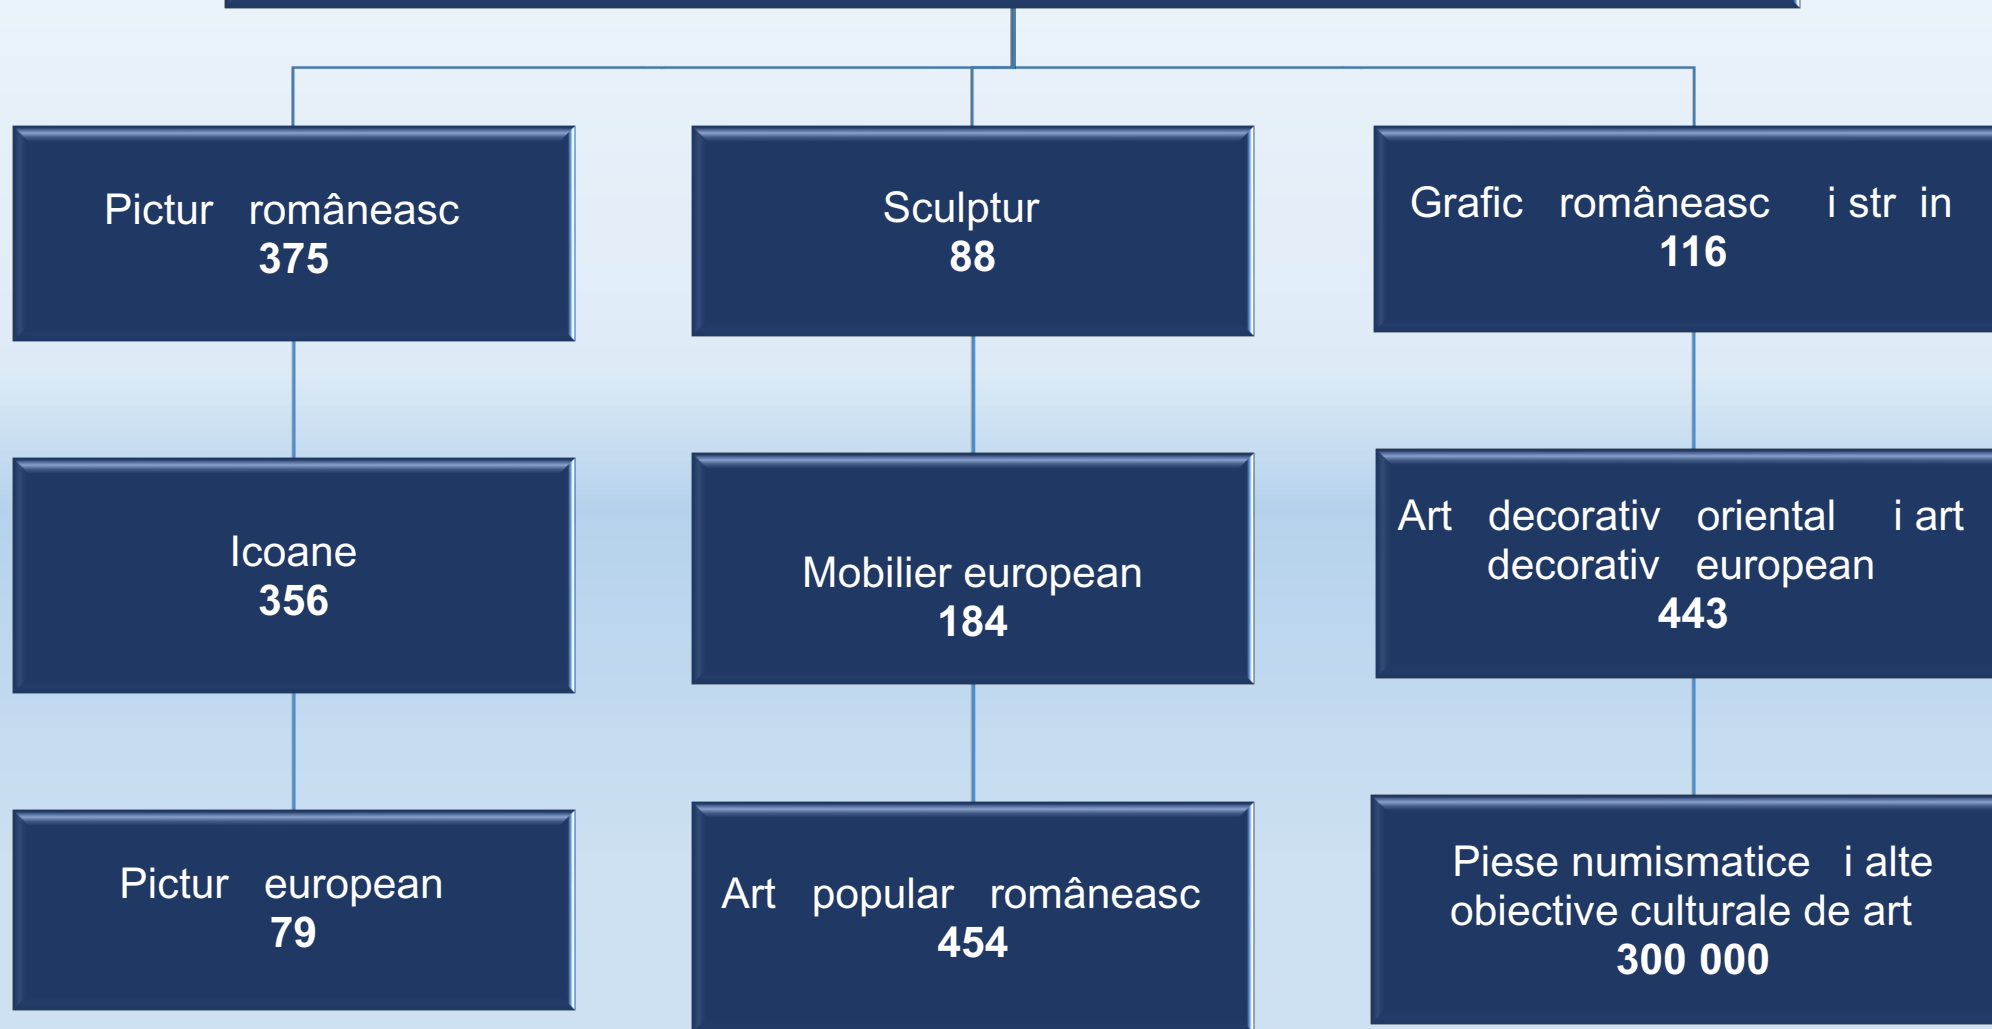 Pictur româneasc
375
Sculptur
88
Grafic româneasc i str in
116
Icoane
356
Mobilier european
184
Art decorativ oriental i art
decorativ european
443
Pictur european
79
Art popular româneasc
454
Piese numismatice i alte
obiective culturale de art
300 000